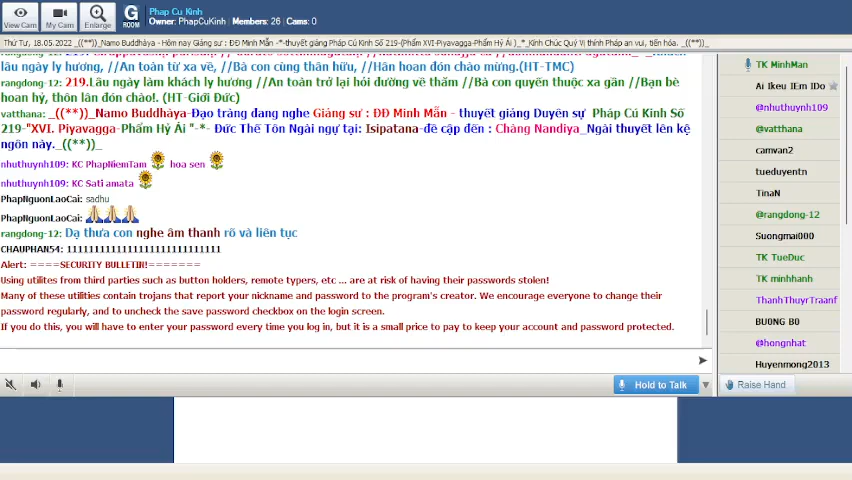 Phap Cu Kinh
Owner: PhapCuKinh Members: 26 | Cams: 0
View Cam
My Cam
Enlarge
G
ROOM
Thứ Tư, 18.05.2022 _((**))_Namo Buddhàya - Hôm nay Giảng sư : ĐĐ Minh Mẫn -*-thuyết giảng Pháp Cú Kinh Số 219-(Phẩm XVI-Piyavagga-Phẩm Hỷ Ái )_*_Kính Chúc Quý Vị thính Pháp an vui, tiến hóa. _((**))_
lâu ngày ly hương, //An toàn từ xa về, //Bà con cùng thân hữu, //Hân hoan đón chào mừng.(HT-TMC)
rangdong-12: 219.Lâu ngày làm khách ly hương //An toàn trở lại hỏi đường về thăm //Bà con quyến thuộc xa gần //Bạn bè
hoan hỷ, thôn lân đón chào!. (HT-Giới Đức)
vatthana: _((**))_ Namo Buddhàya-Đạo tràng đang nghe Giảng sư : ĐĐ Minh Mẫn - thuyết giảng Duyên sự Pháp Cú Kinh Số
219-"XVI. Piyavagga-Phẩm Hỷ Ái "-*- Đức Thế Tôn Ngài ngự tại: Isipatana-đề cập đến : Chàng Nandiya_Ngài thuyết lên kệ
ngôn này._((**))_
nhuthuynh109: KC PhapNiemTam hoa sen
nhuthuynh109: KC Sati amata
PhapNguonLaoCai: sadhu
PhapNguonLaoCai:
rangdong-12: Dạ thưa con nghe âm thanh rõ và liên tục
CHAUPHAN54: 1111111111111111111111111111
Alert: ====SECURITY BULLETIN!=======
Using utilites from third parties such as button holders, remote typers, etc ... are at risk of having their passwords stolen!
Many of these utilities contain trojans that report your nickname and password to the program's creator. We encourage everyone to change their
password regularly, and to uncheck the save password checkbox on the login screen.
If you do this, you will have to enter your password every time you log in, but it is a small price to pay to keep your account and password protected.
Hold to Talk
TK MinhMan
Ai Ikeu IEm IDo
@nhuthuynh109
@vatthana
camvan2
tueduyentn
TinaN
@rangdong-12
Suongmai000
TK TueDuc
TK minhhanh
ThanhThuyrTraanf
BU0NG B0
@hongnhat
Huyenmong2013
Raise Hand